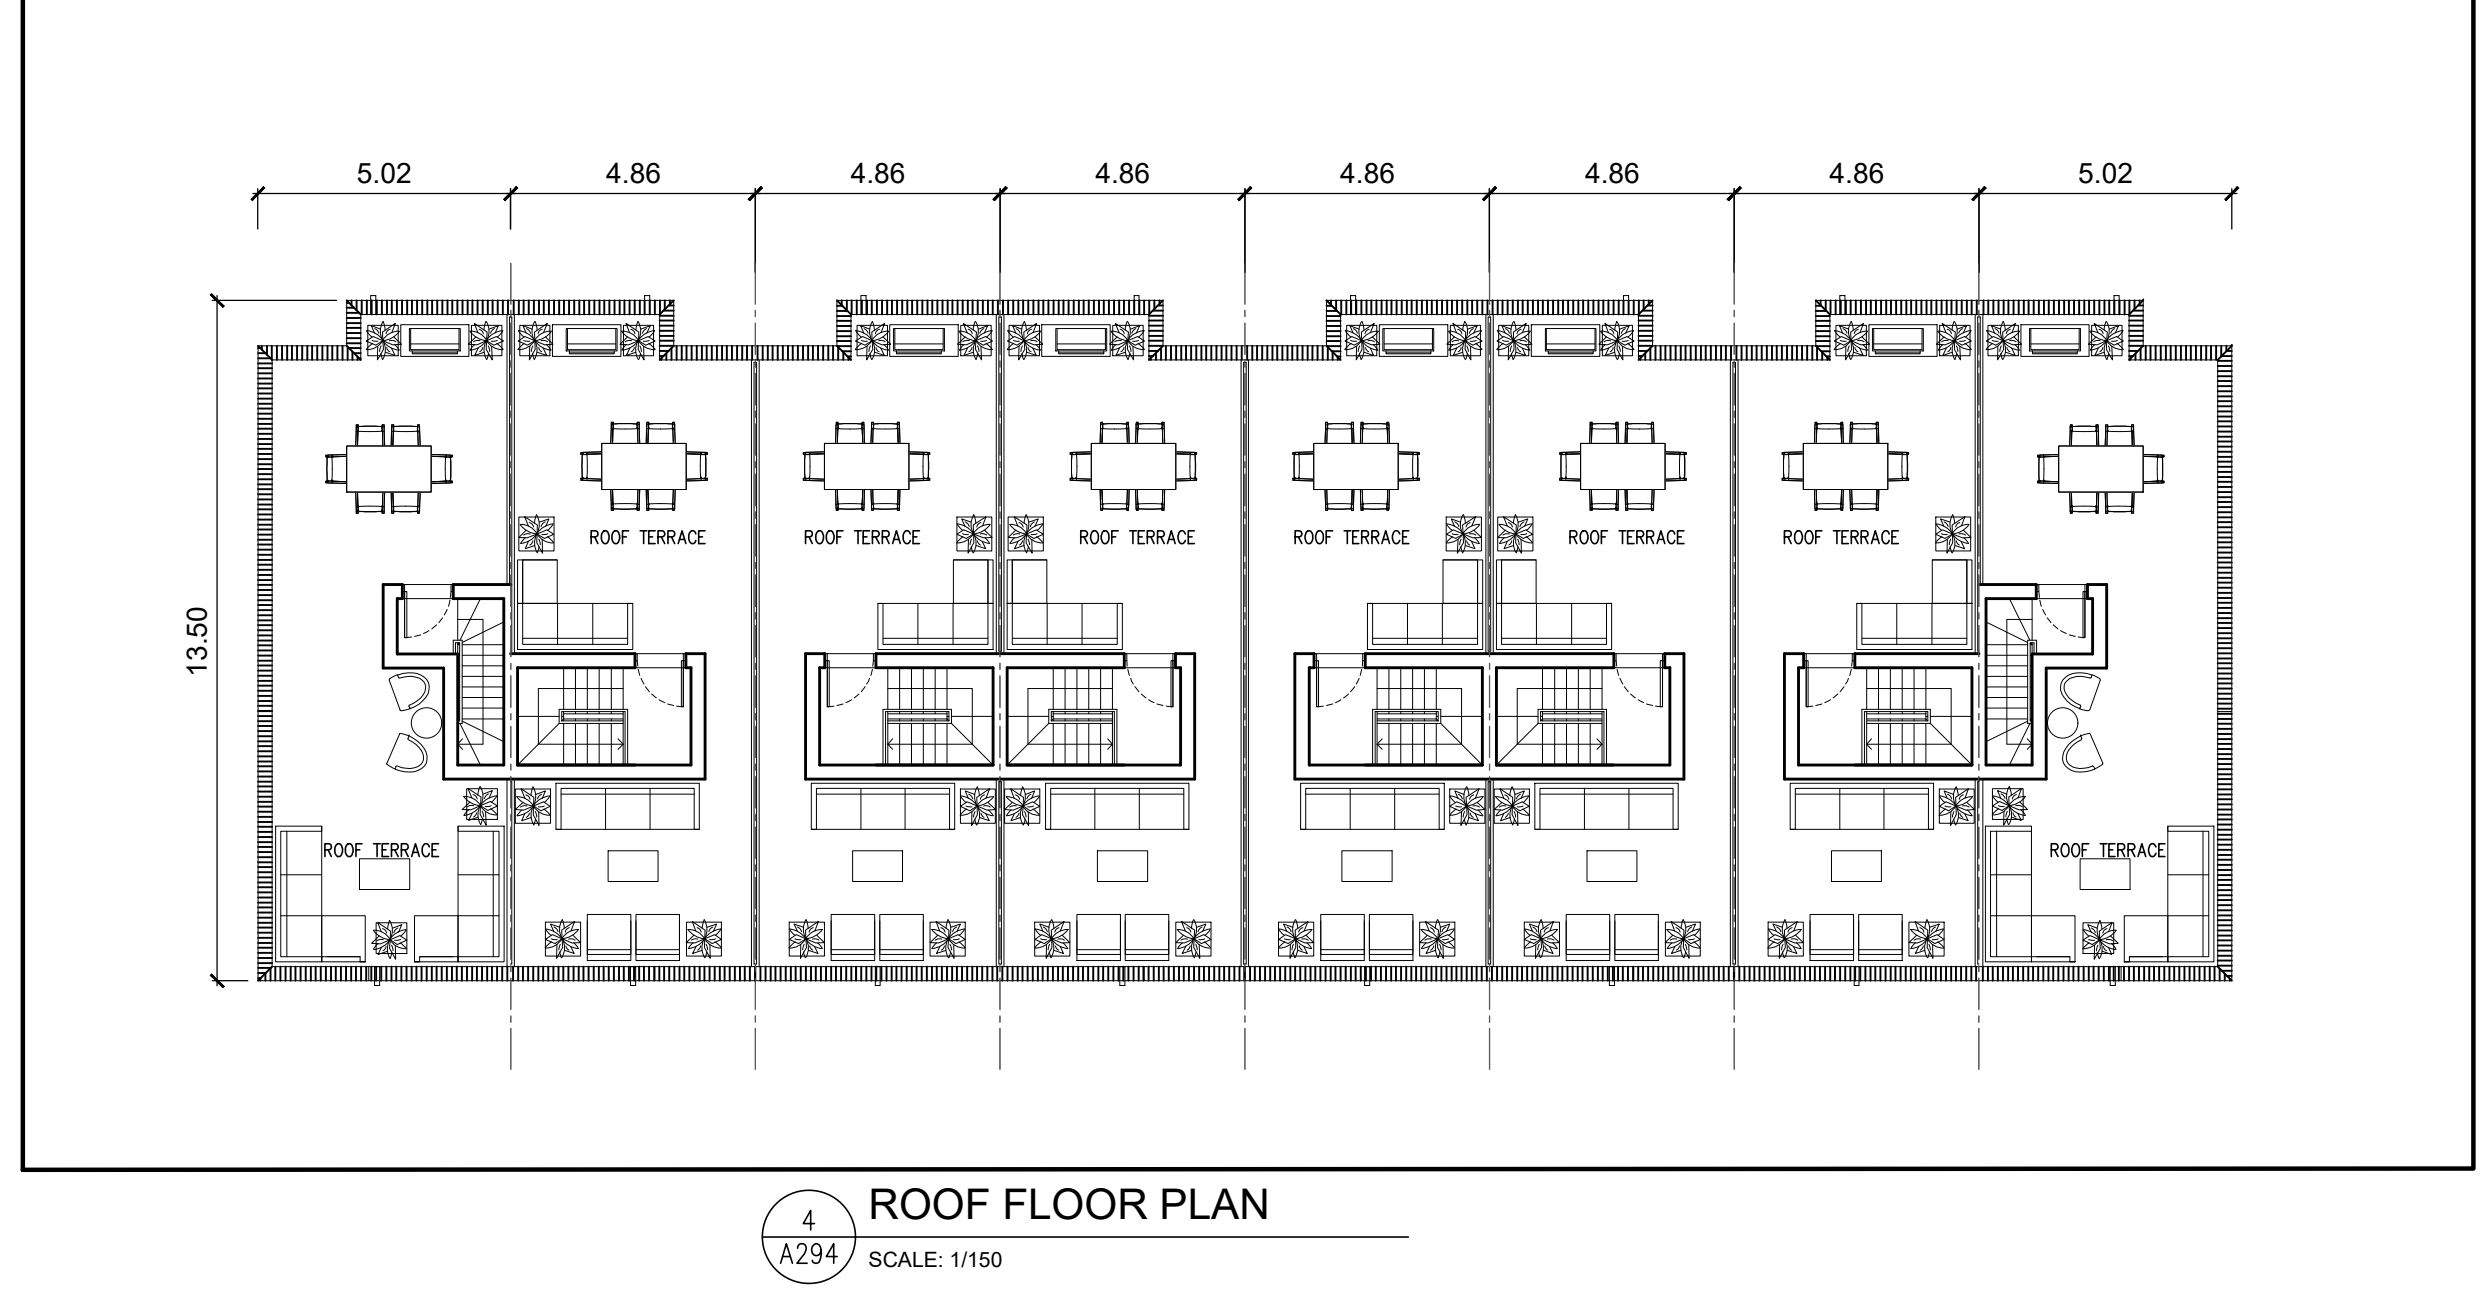 5.02 4.86 4.86 4.86 4.86 4.86 4.86 5.02
13.50
ROOF TERRACE ROOF TERRACE ROOF TERRACE ROOF TERRACE ROOF TERRACE ROOF TERRACE
ROOF TERRACE ROOF TERRACE
4
A294
ROOF FLOOR PLAN
SCALE: 1/150